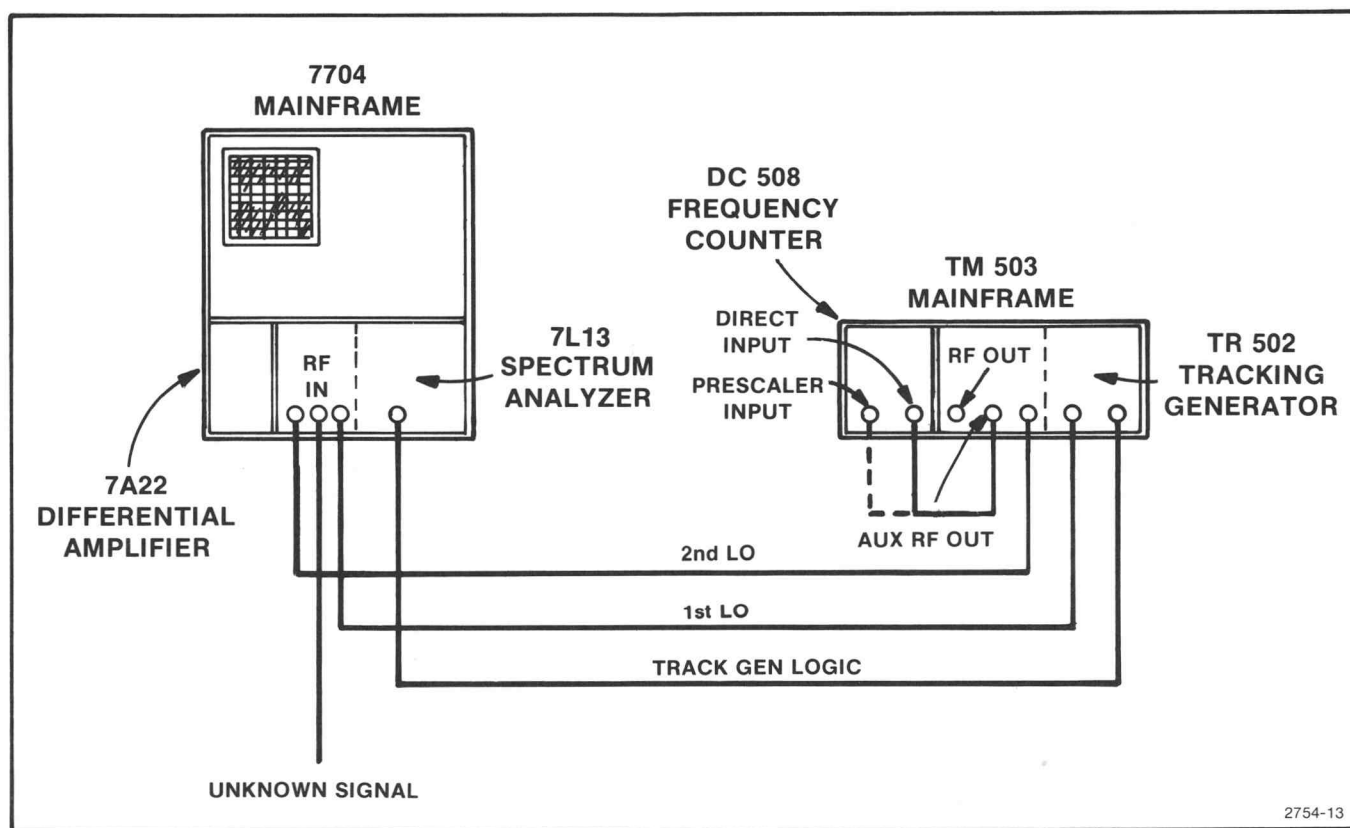 7704
MAINFRAME
DC 508
FREQUENCY
COUNTER
TM 503
MAINFRAME
DIRECT
INPUT
RF OUT
7L13
SPECTRUM
ANALYZER
RF
IN
PRESCALER
INPUT
TR 502
TRACKING
GENERATOR
7A22
DIFFERENTIAL
AMPLIFIER
AUX RF OUT
2nd LO
1st LO
TRACK GEN LOGIC
UNKNOWN SIGNAL
2754-13